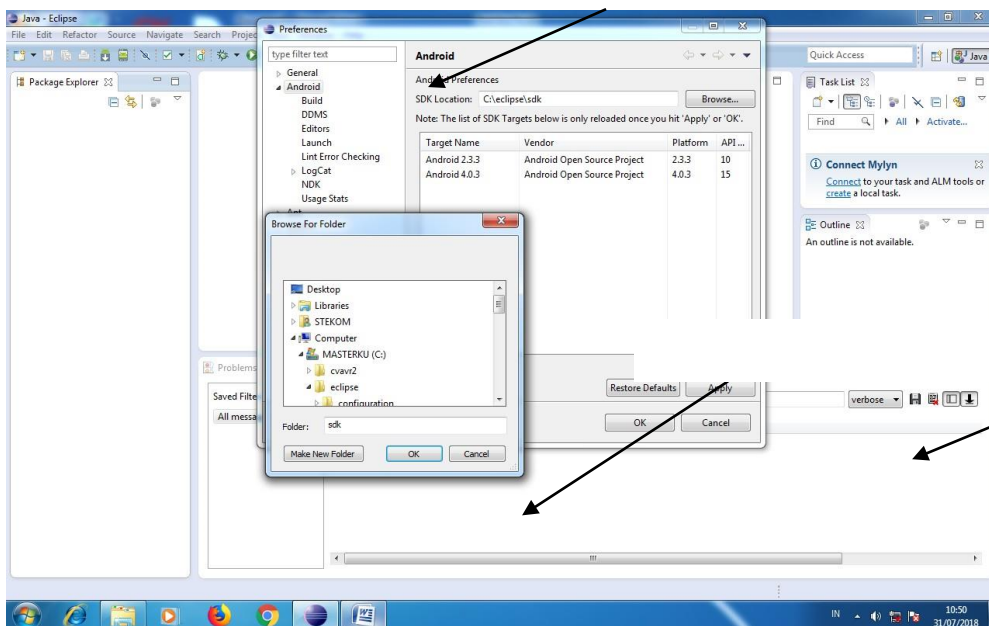 Java - Eclipse
File Edit Refactor Source Navigate Search Projec
Quick Access
Java
Package Explorer
Preferences
type filter text
General
Android
Build
DDMS
Editors
Launch
Lint Error Checking
LogCat
NDK
Usage Stats
Ant
Android
Android Preferences
SDK Location: C:\eclipse\sdk
Browse...
Note: The list of SDK Targets below is only reloaded once you hit 'Apply' or 'OK'.
Target Name Vendor Platform API ...
Android 2.3.3 Android Open Source Project 2.3.3 10
Android 4.0.3 Android Open Source Project 4.0.3 15
Restore Defaults Apply
OK Cancel
Browse For Folder
Desktop
Libraries
STEKOM
Computer
MASTERKU (C:)
cvavr2
eclipse
configuration
Folder: sdk
Make New Folder OK Cancel
Task List
Find All Activate...
Connect Mylyn
Connect to your task and ALM tools or
create a local task.
Outline
An outline is not available.
Problems
Saved Filte
All messa
verbose
IN
10:50
31/07/2018